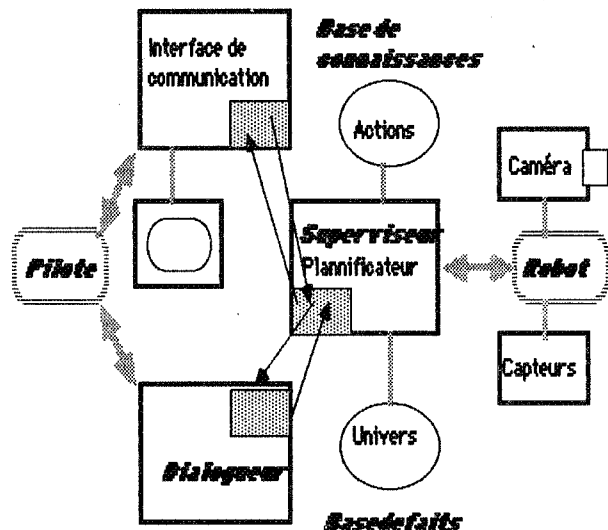 Interface de
communication
Base de
connaissances
Actions
Caméra
Pilote
Superviseur
Plannificateur
Robot
Capteurs
Univers
Dialogueur
Basedefaits